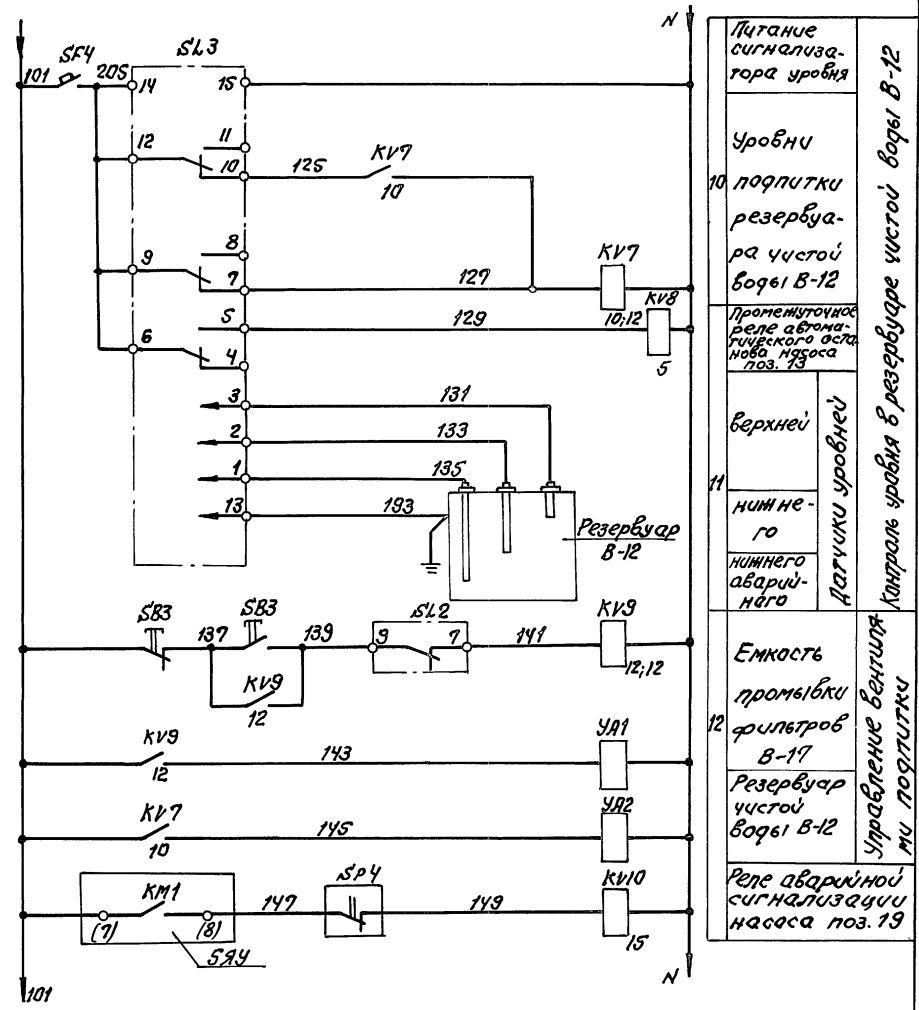 N
SF4
SL3
101
205
14
15
12
11
10
125
KV7
10
9
8
7
127
KV7
10;12
KV8
5
129
5
6
4
3
131
2
133
1
135
13
193
Резервуар
В-12
SB3
SB3
SL2
KV9
137
139
9
7
141
12;12
KV9
12
KV9
12
143
YA1
KV7
10
145
YA2
KM1
(7)
(8)
5ЯУ
147
SP4
149
KV10
15
N
101
Питание
сигнализа-
тора уровня
10
Уровни
подпитки
резервуа-
ра чистой
воды В-12
Промежуточное
реле автома-
тического оста
нова насоса
поз. 13
11
верхней
нижне-
го
нижнего
аварий-
наго
Датчики уровней
Контроль уровня в резервуаре чистой воды В-12
12
Емкость
промывки
фильтров
В-17
Резервуар
чистой
воды В-12
Управление вентиля
ми подпитки
Реле аварийной
сигнализации
насоса поз. 19